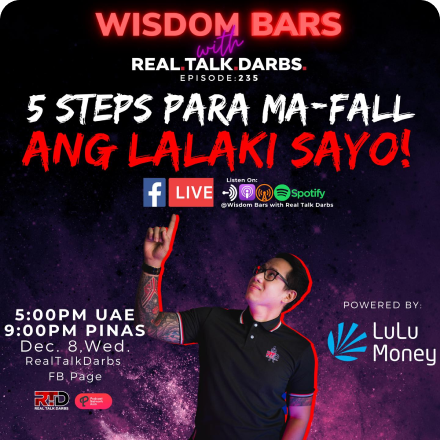 WISDOM BARS
with
REAL.TALK.DARBS.
EPISODE:235
5 STEPS PARA MA-FALL
ANG LALAKI SAYO!
f LIVE
Listen On:
Spotify
@Wisdom Bars with Real Talk Darbs
5:00PM UAE
9:00PM PINAS
Dec. 8,Wed.
RealTalkDarbs
FB Page
POWERED BY:
LuLu
Money
RTD
REAL TALK DARBS